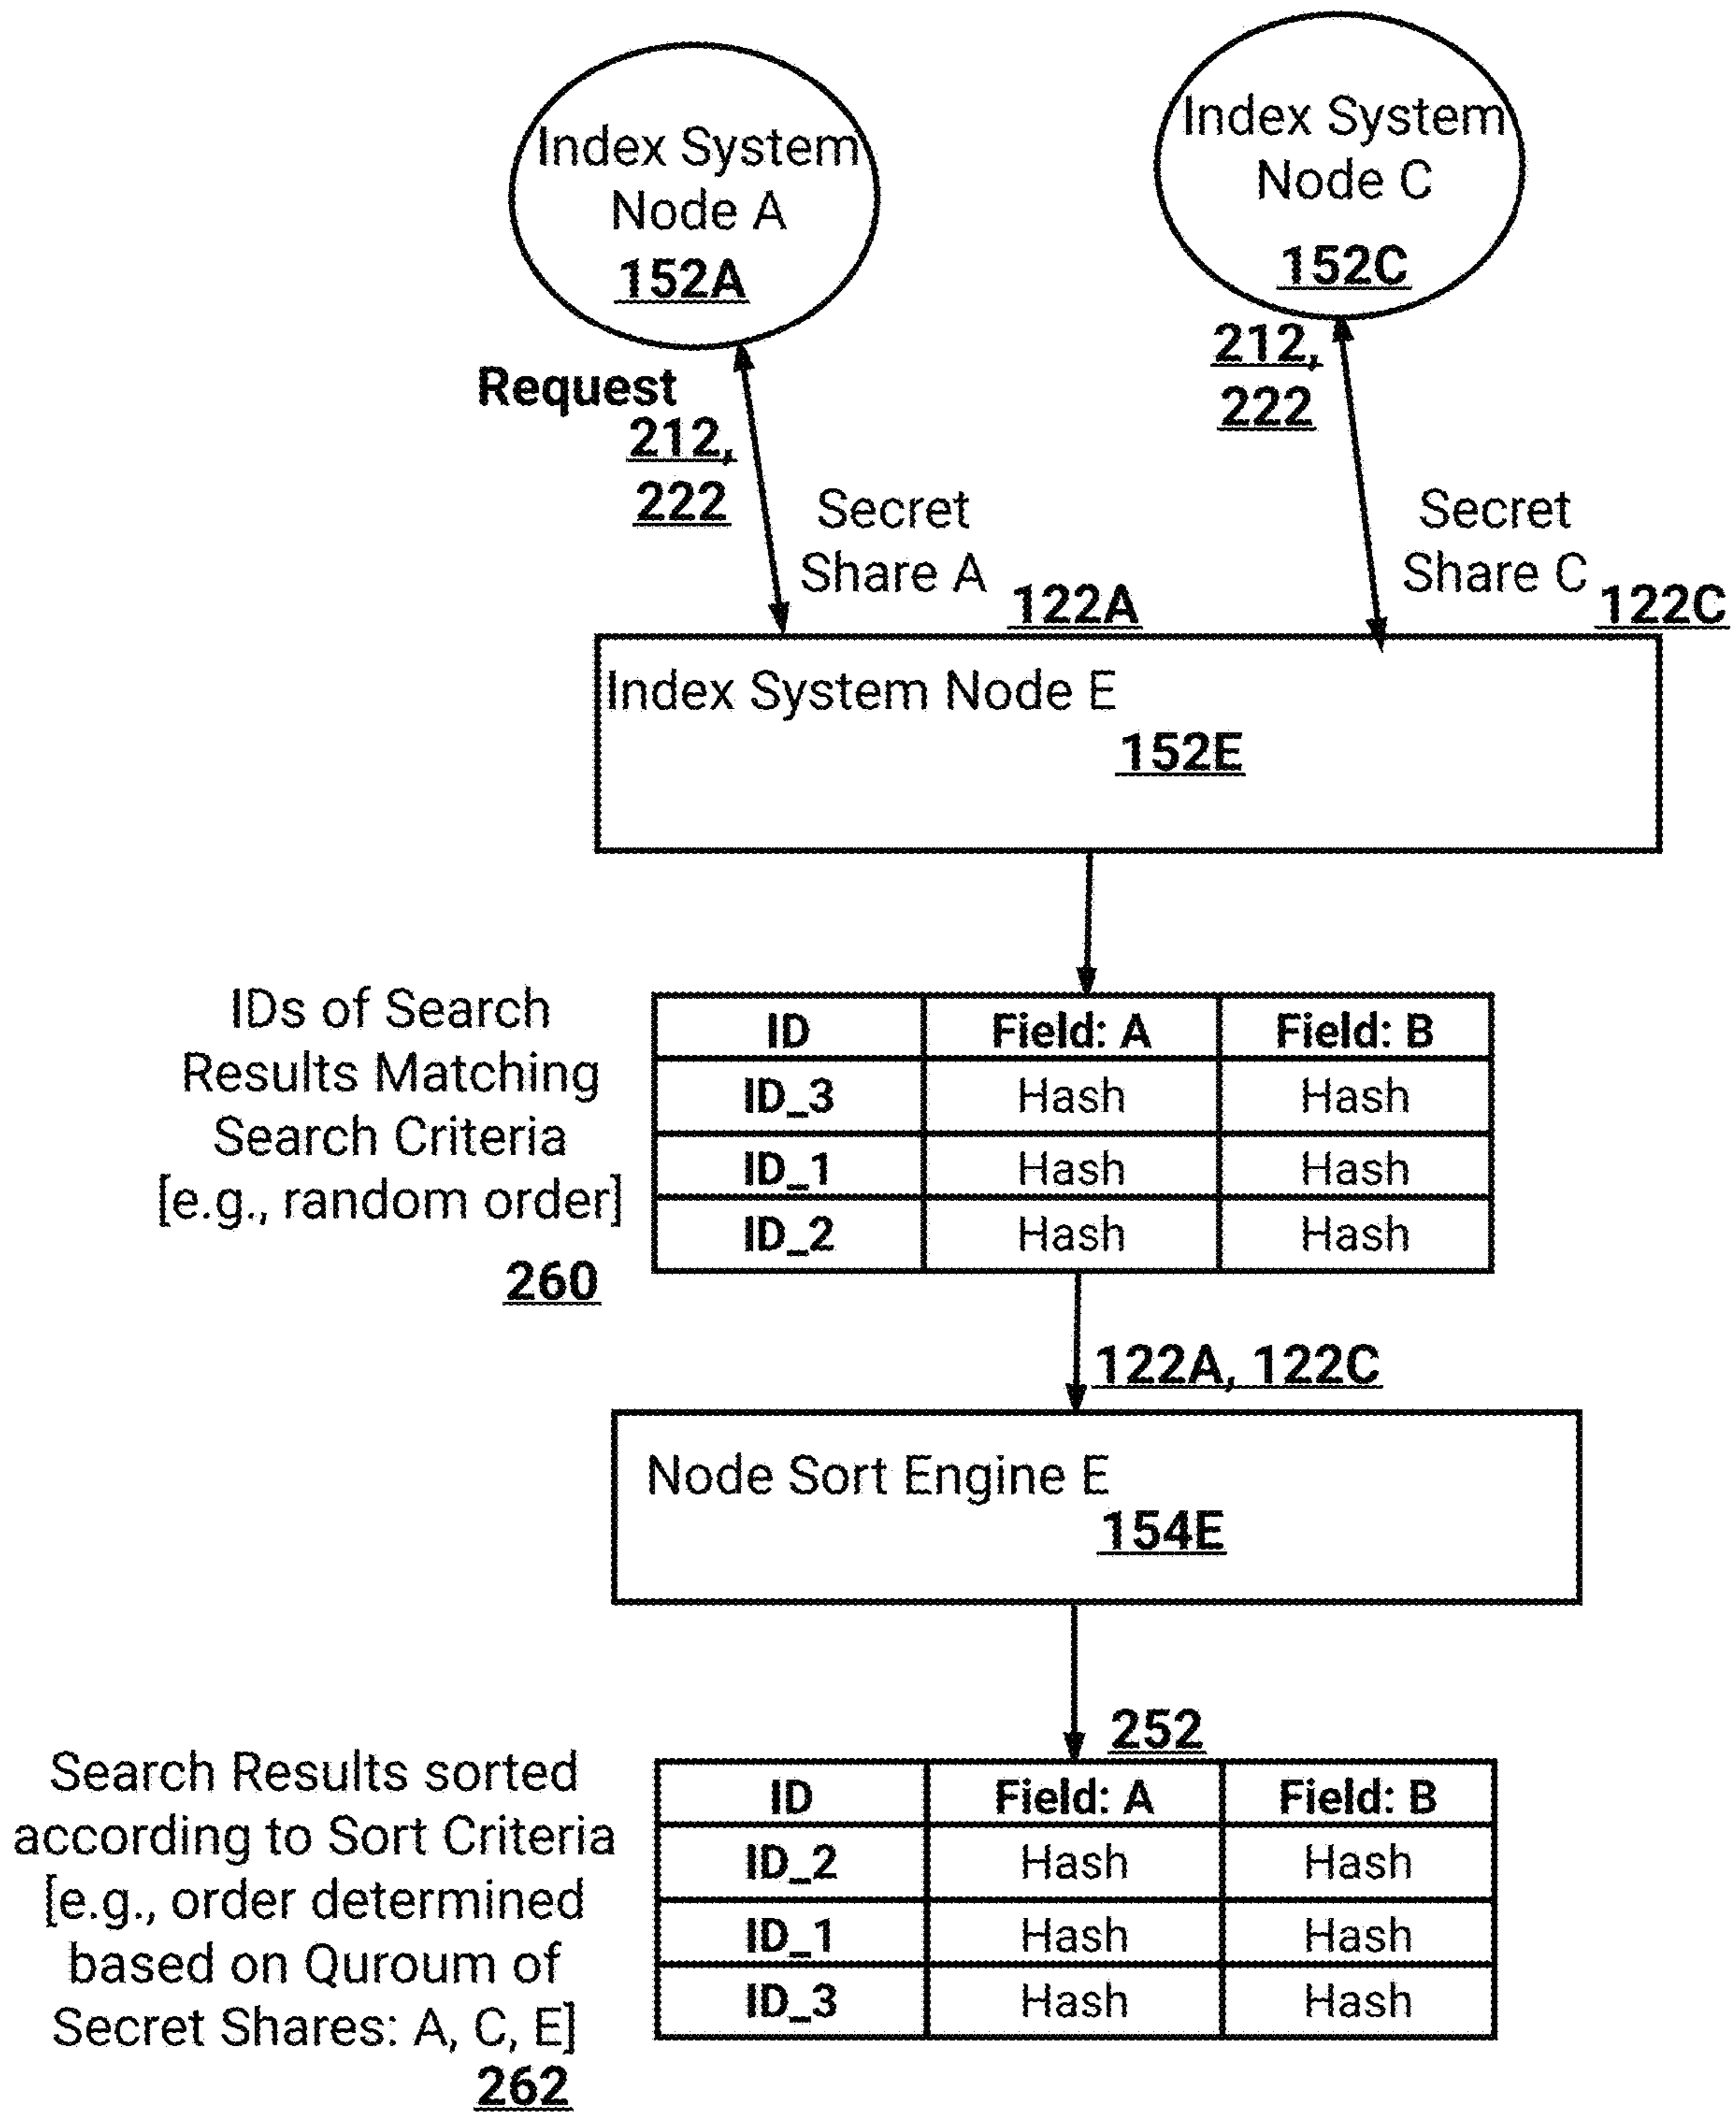 Index System
Node A
152A
Index System
Node C
152C
Request
212,
222
212,
222
Secret
Share A
122A
Secret
Share C
122C
Index System Node E
152E
IDs of Search
Results Matching
Search Criteria
[e.g., random order]
260
ID Field: A Field: B
ID_3 Hash Hash
ID_1 Hash Hash
ID_2 Hash Hash
122A, 122C
Node Sort Engine E
154E
252
Search Results sorted
according to Sort Criteria
[e.g., order determined
based on Quroum of
Secret Shares: A, C, E]
262
ID Field: A Field: B
ID_2 Hash Hash
ID_1 Hash Hash
ID_3 Hash Hash